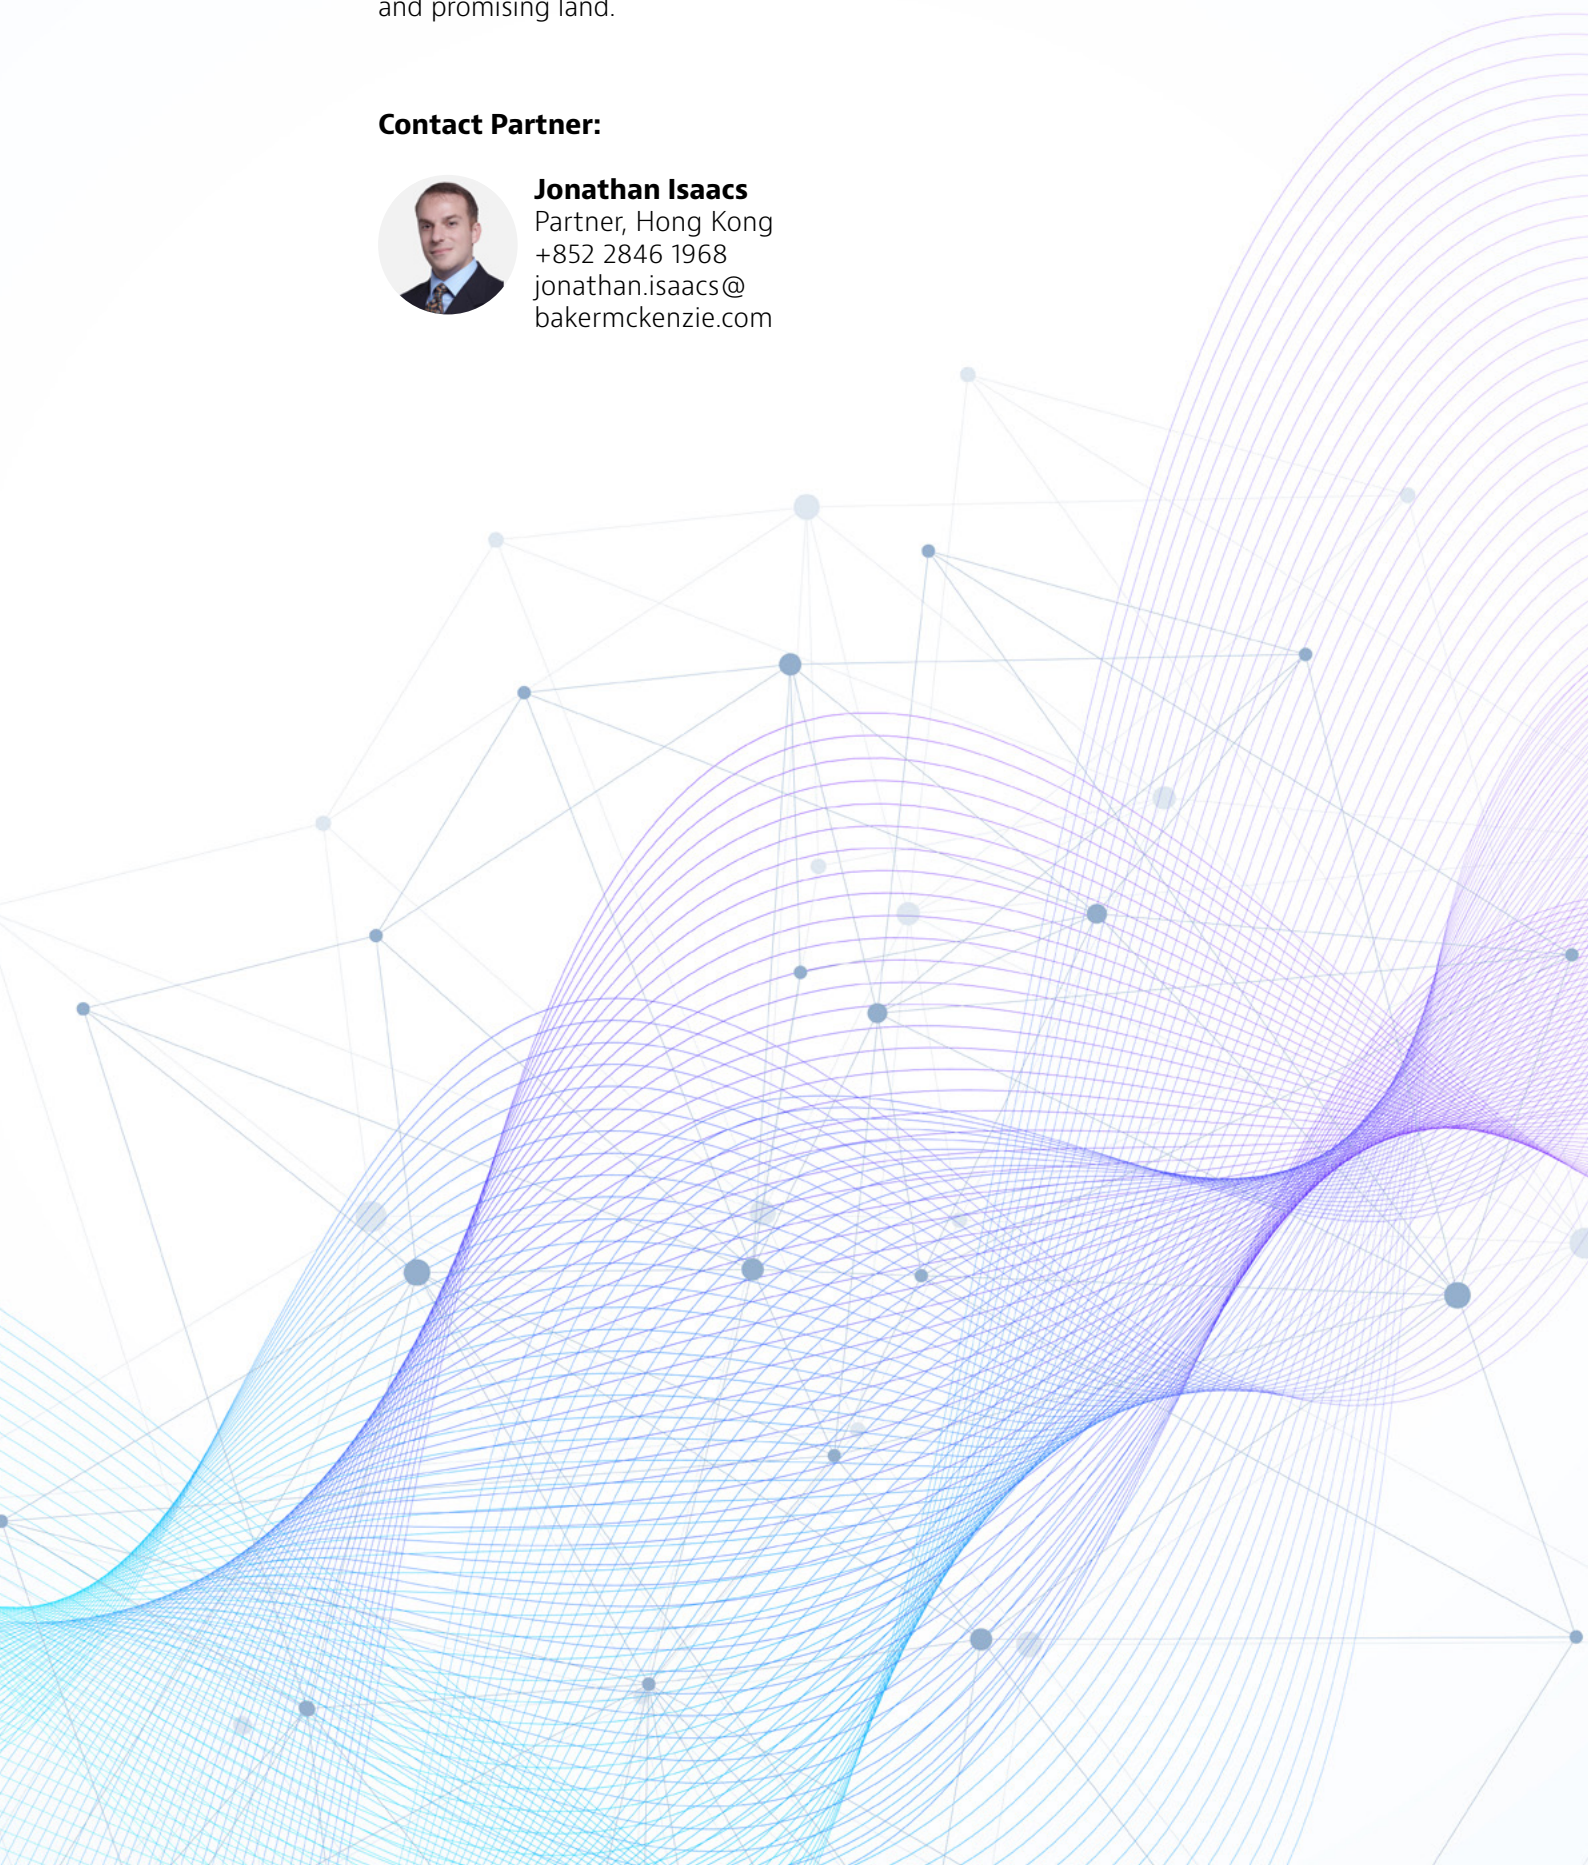 and promising land.
Contact Partner:
Jonathan Isaacs
Partner, Hong Kong
+852 2846 1968
jonathan.isaacs@
bakermckenzie.com